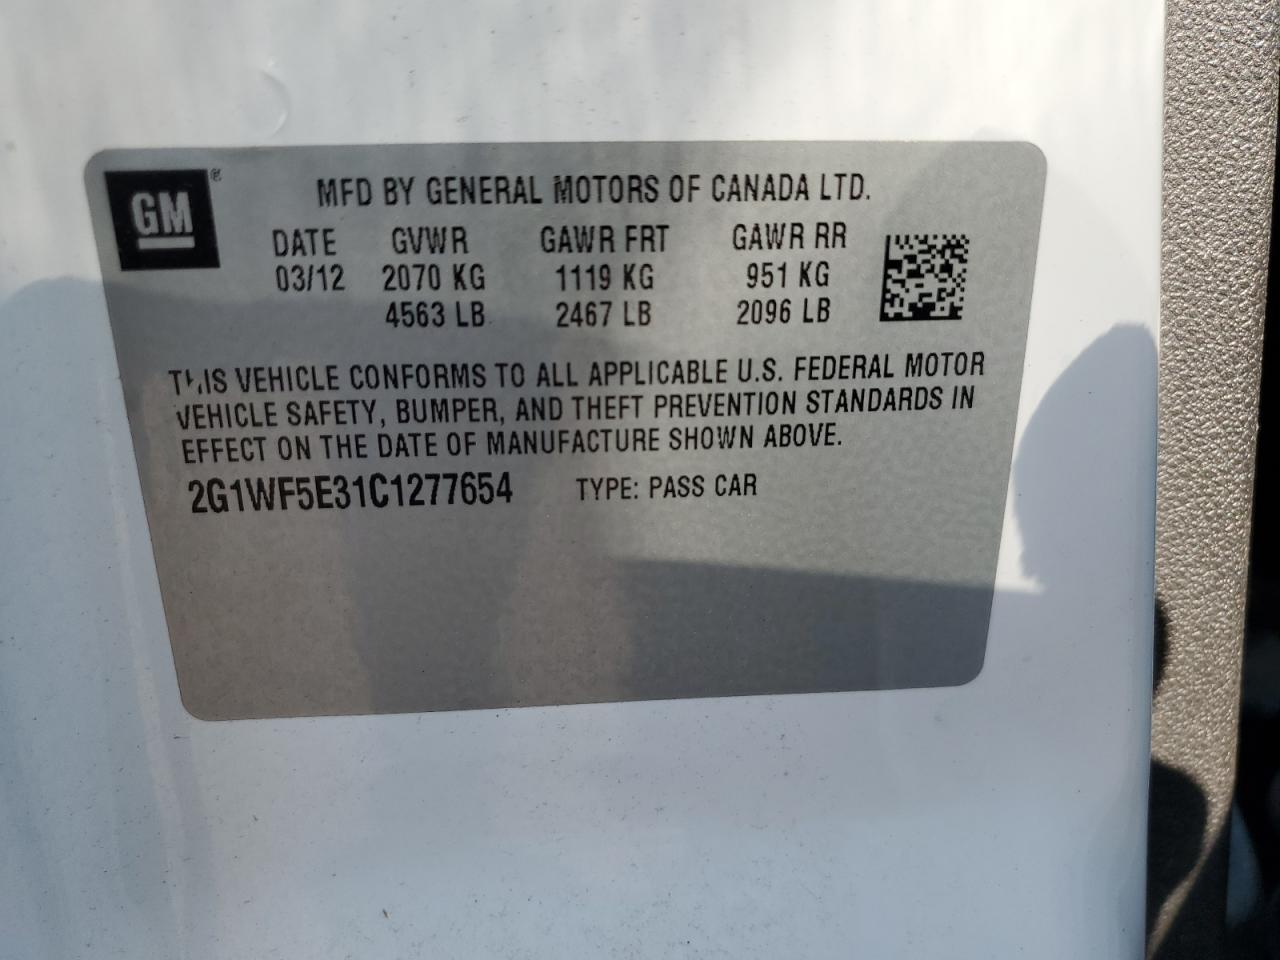 GM®
MFD BY GENERAL MOTORS OF CANADA LTD.
DATE GVWR GAWR FRT GAWR RR
03/12 2070 KG 1119 KG 951 KG
4563 LB 2467 LB 2096 LB
THIS VEHICLE CONFORMS TO ALL APPLICABLE U.S. FEDERAL MOTOR
VEHICLE SAFETY, BUMPER, AND THEFT PREVENTION STANDARDS IN
EFFECT ON THE DATE OF MANUFACTURE SHOWN ABOVE.
2G1WF5E31C1277654 TYPE: PASS CAR